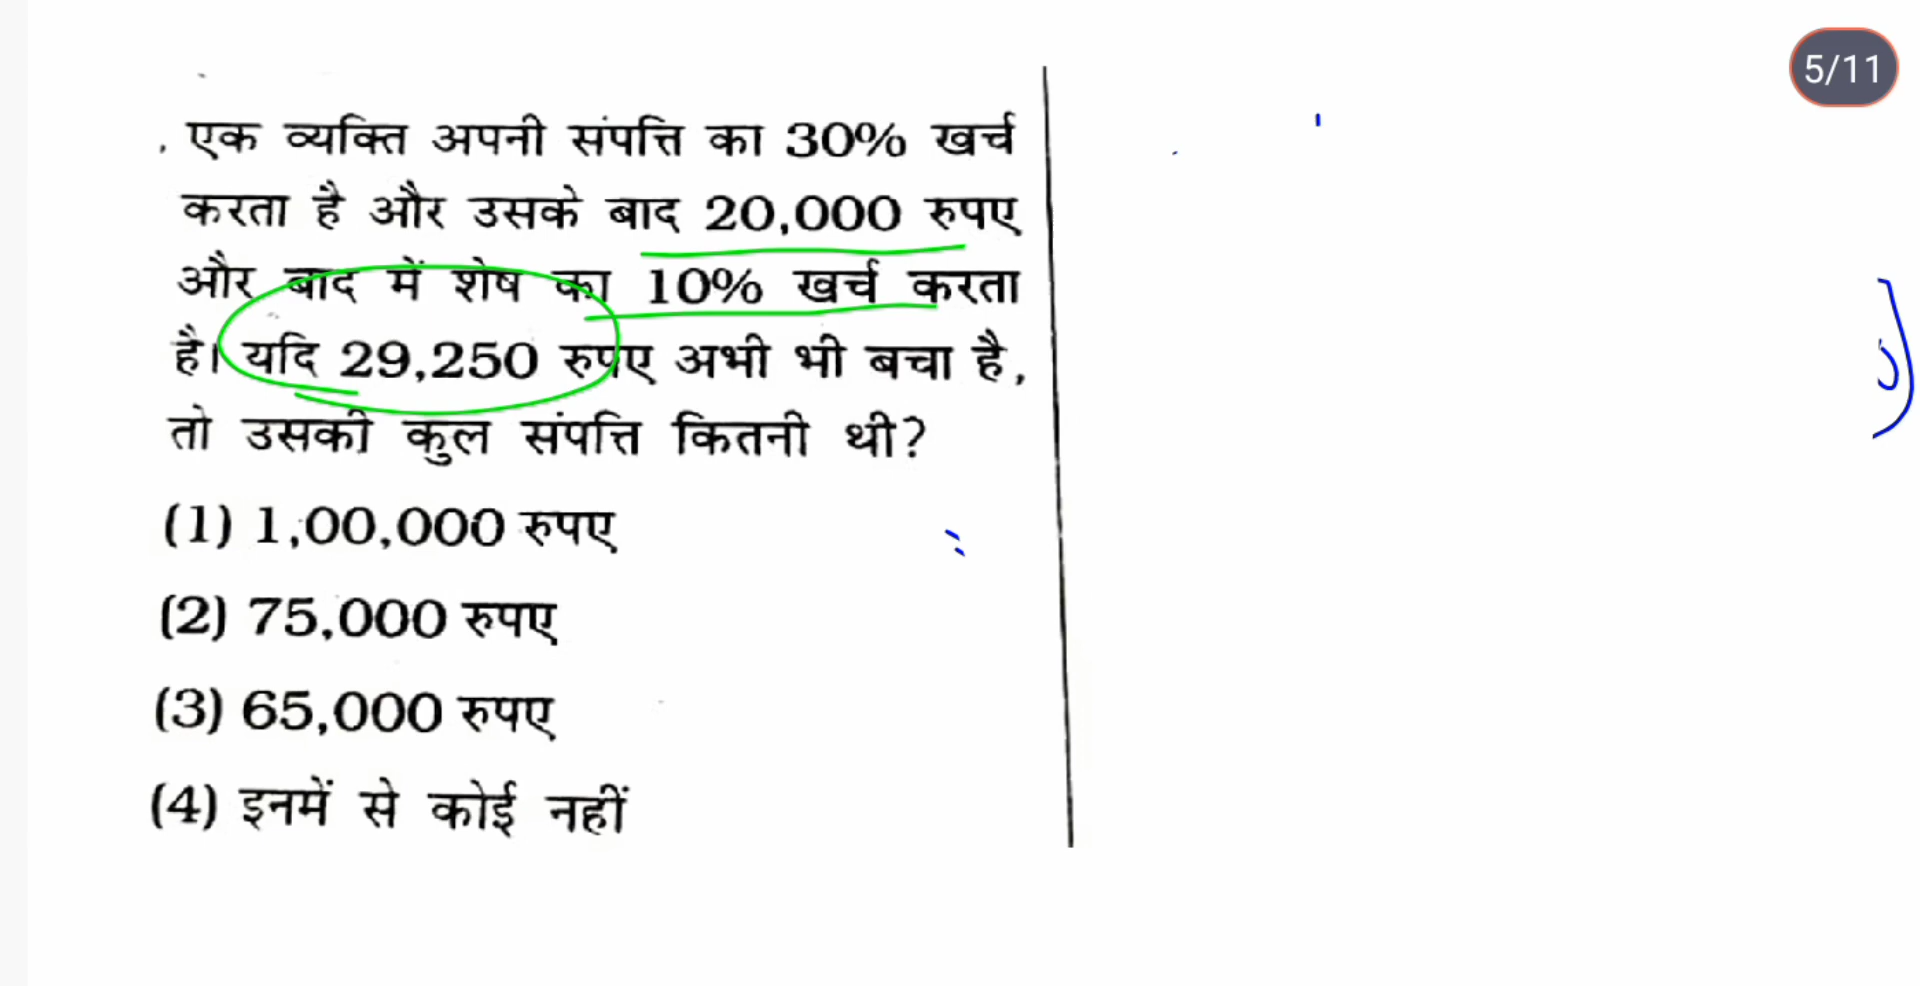 5/11
. एक व्यक्ति अपनी संपत्ति का 30% खर्च
करता है और उसके बाद 20,000 रुपए
और बाद में शेष का 10% खर्च करता
है। यदि 29,250 रुपए अभी भी बचा है,
तो उसकी कुल संपत्ति कितनी थी?
(1) 1,00,000 रुपए
(2) 75,000 रुपए
(3) 65,000 रुपए
(4) इनमें से कोई नहीं